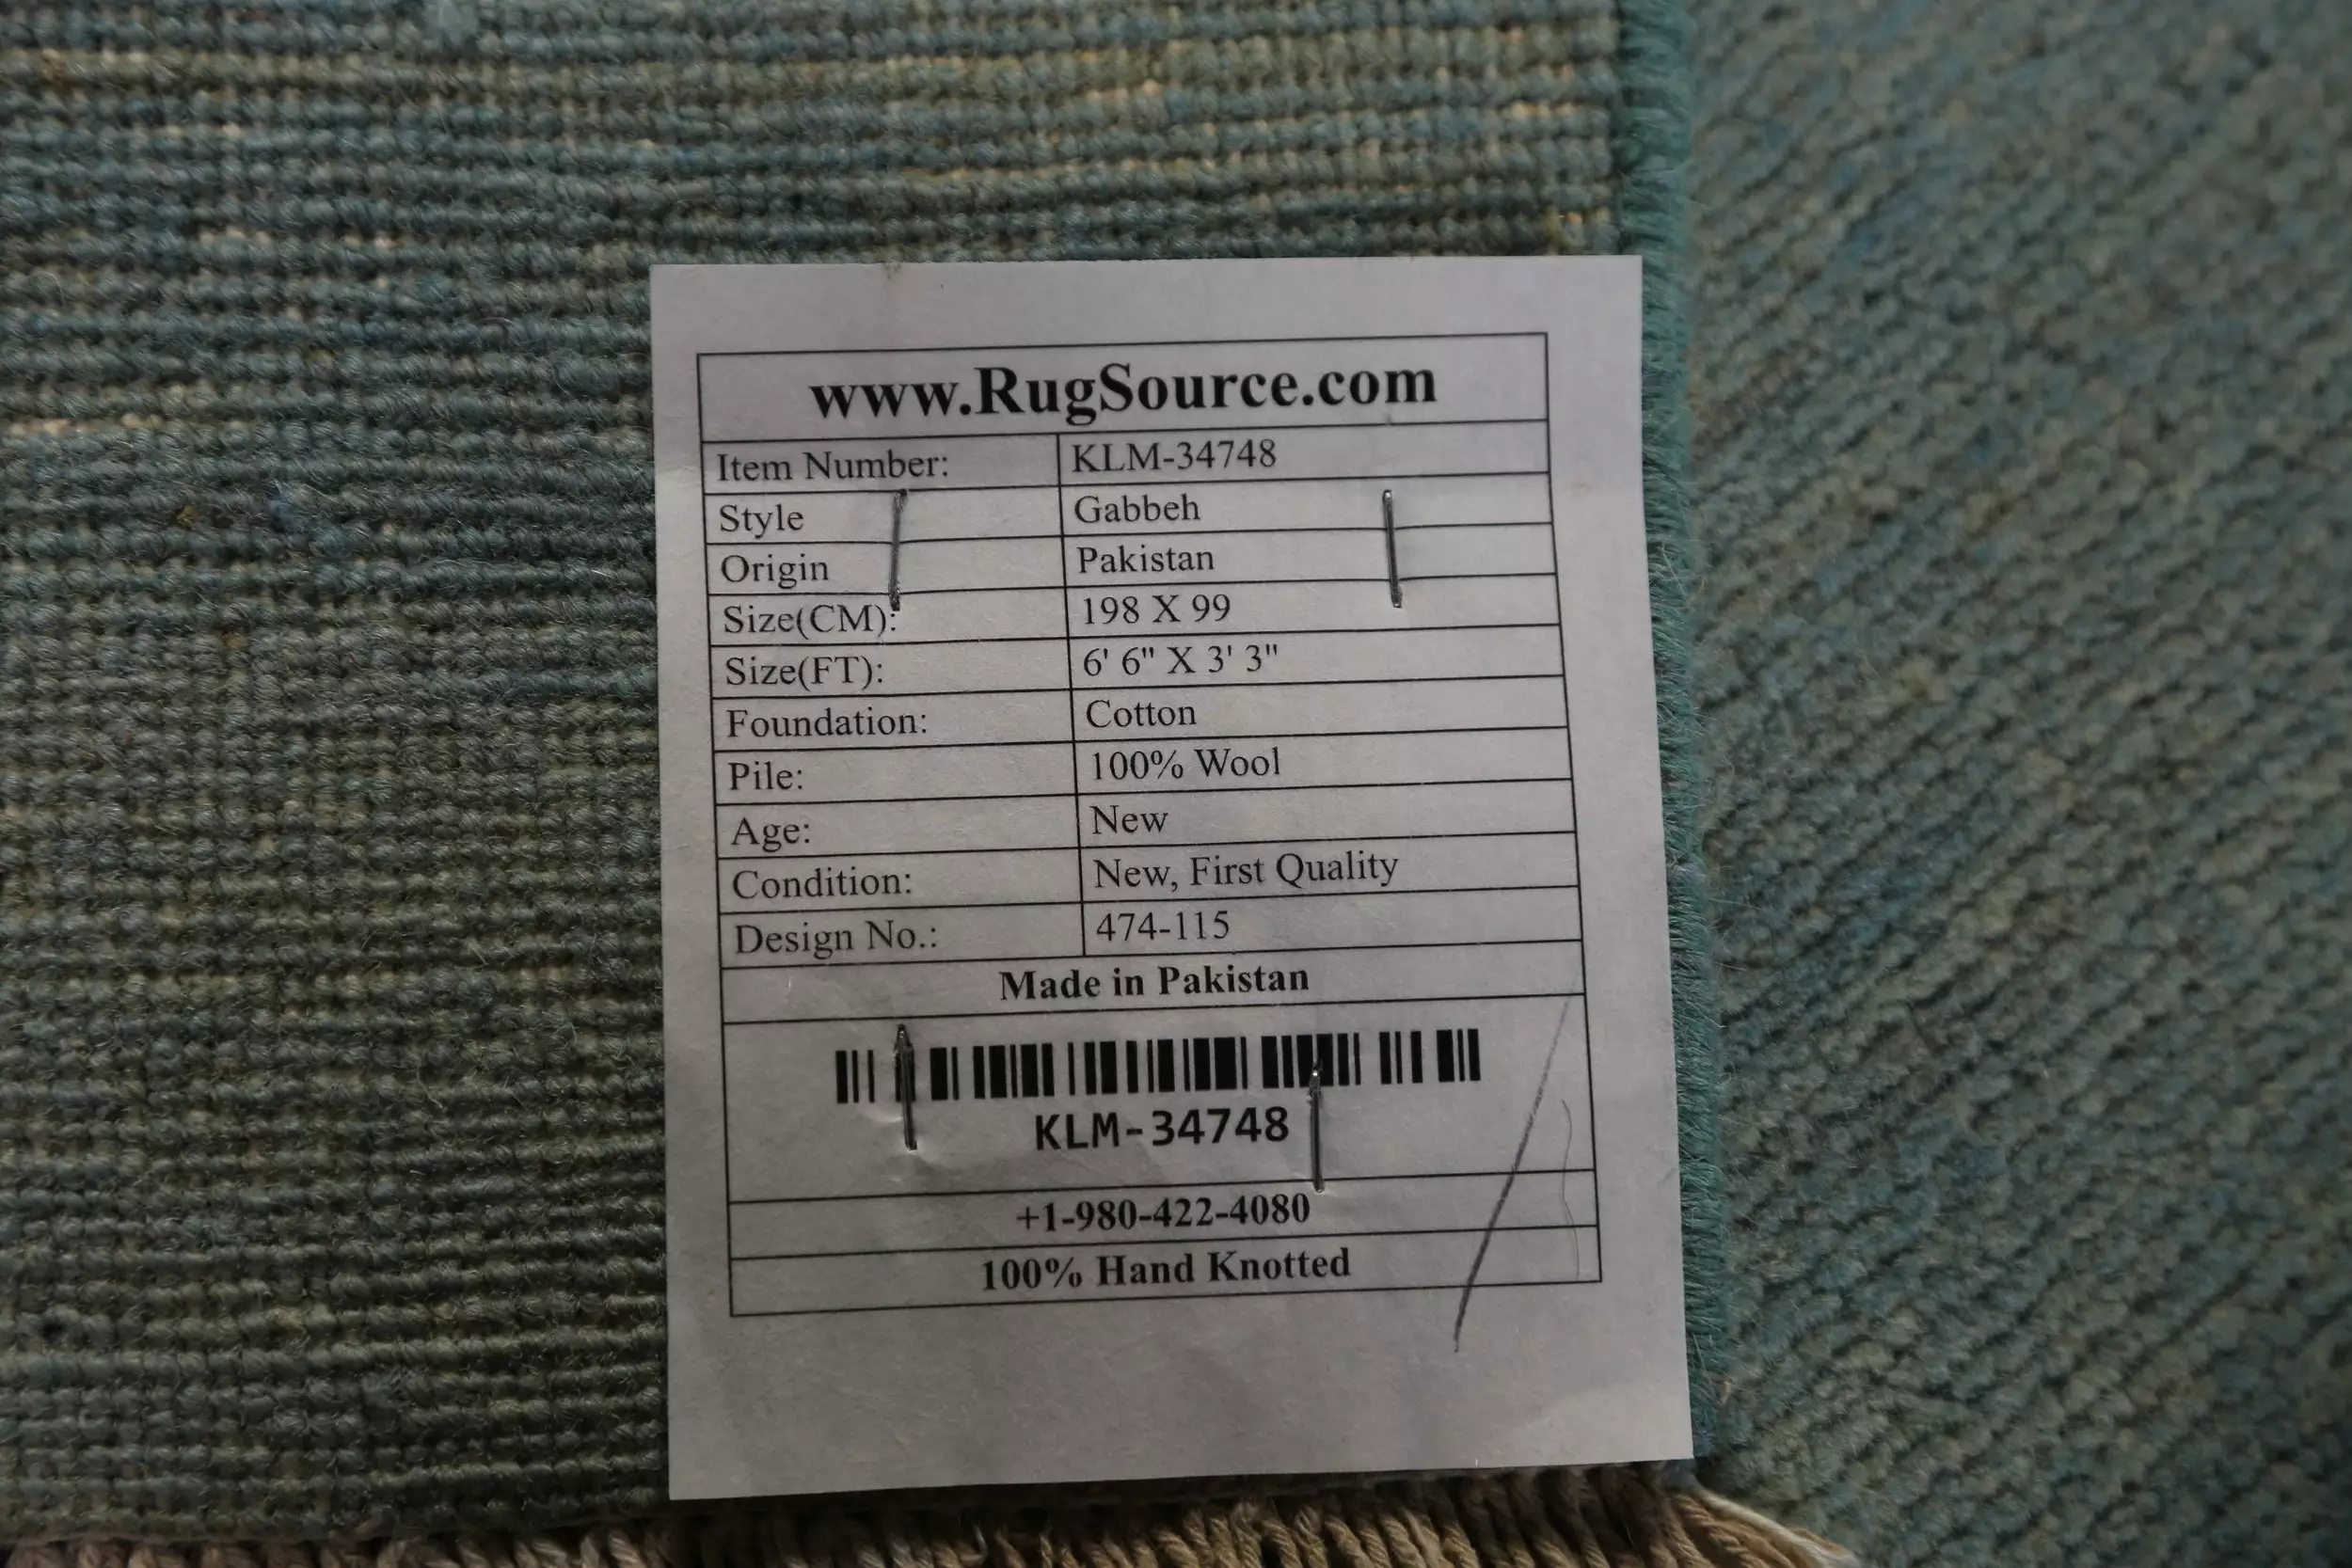 www.RugSource.com
Item Number: KLM-34748
Style Gabbeh
Origin Pakistan
Size(CM): 198 X 99
Size(FT): 6' 6" X 3' 3"
Foundation: Cotton
Pile: 100% Wool
Age: New
Condition: New, First Quality
Design No.: 474-115
Made in Pakistan
KLM-34748
+1-980-422-4080
100% Hand Knotted